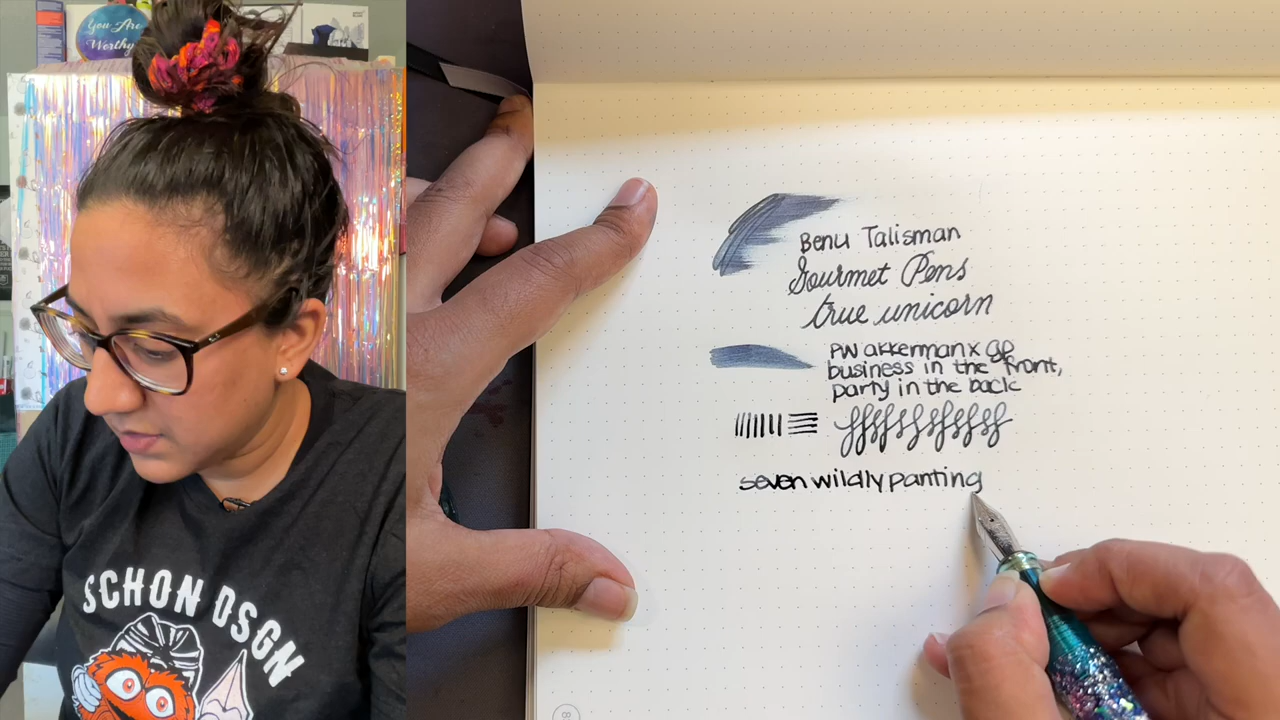 You Are
Worthy
SCHON DSGN
Benu Talisman
Gourmet Pens
true unicorn
PW akkerman x gp
business in the front,
party in the back
seven wildly panting